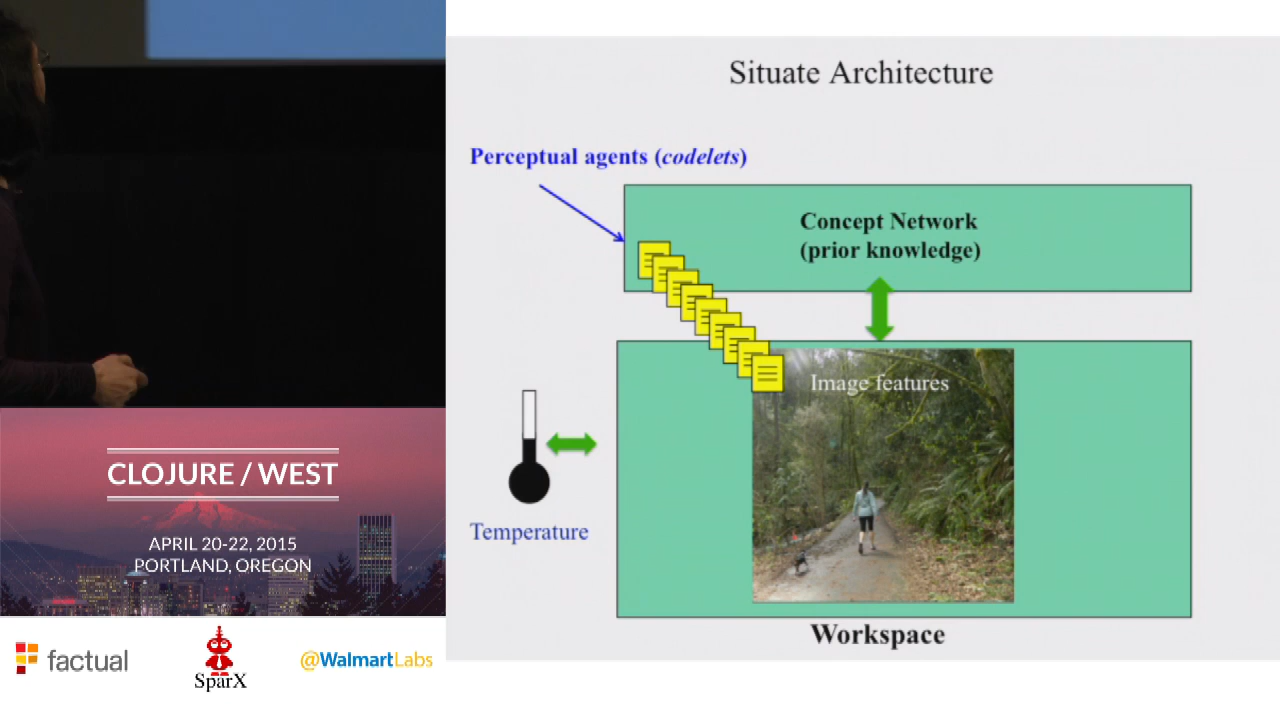 Situate Architecture
Perceptual agents (codelets)
Concept Network
(prior knowledge)
Image features
Temperature
Workspace
CLOJURE / WEST
APRIL 20-22, 2015
PORTLAND, OREGON
factual
SparX
@WalmartLabs